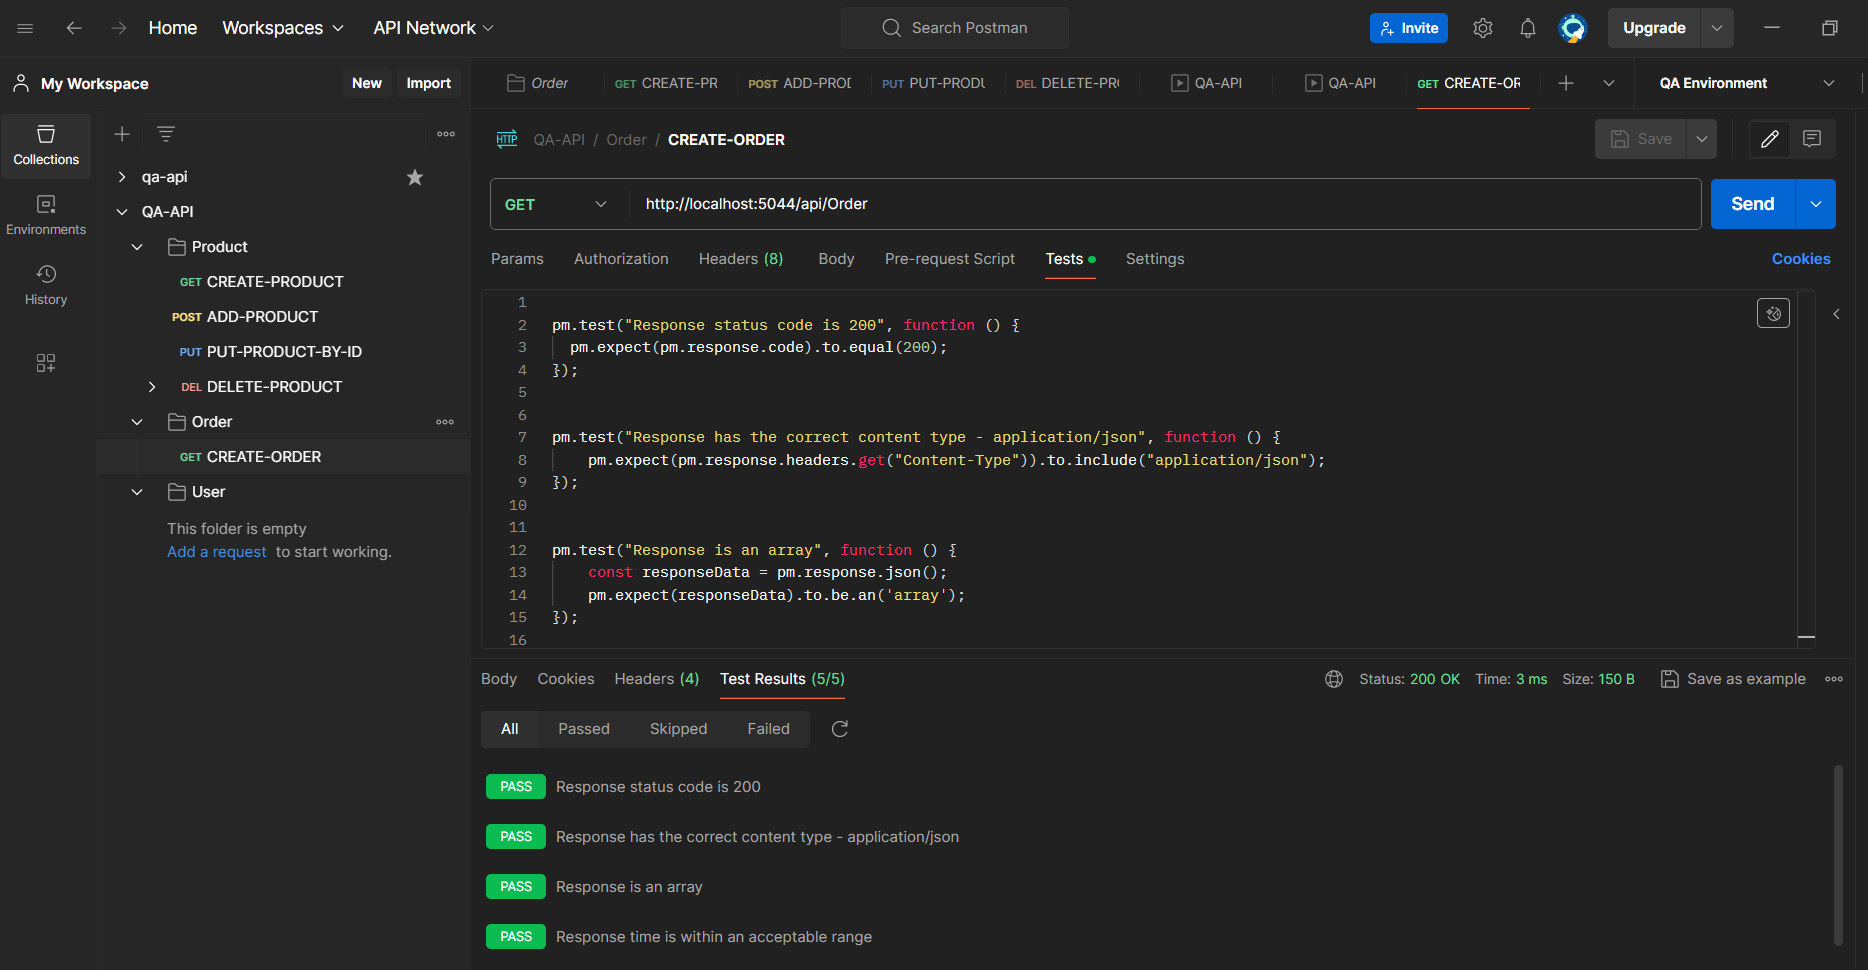 Home
Workspaces
API Network
Search Postman
Invite
Upgrade
My Workspace
New
Import
Order
GET CREATE-PR
POST ADD-PROD
PUT PUT-PRODU
DEL DELETE-PR
QA-API
QA-API
GET CREATE-OR
QA Environment
Collections
Environments
History
qa-api
QA-API
Product
GET CREATE-PRODUCT
POST ADD-PRODUCT
PUT PUT-PRODUCT-BY-ID
DEL DELETE-PRODUCT
Order
GET CREATE-ORDER
User
This folder is empty
Add a request to start working.
HTTP QA-API / Order / CREATE-ORDER
Save
GET http://localhost:5044/api/Order
Send
Params Authorization Headers (8) Body Pre-request Script Tests Settings
Cookies
1
2 pm.test("Response status code is 200", function () {
3 pm.expect(pm.response.code).to.equal(200);
4 });
5
6
7 pm.test("Response has the correct content type - application/json", function () {
8 pm.expect(pm.response.headers.get("Content-Type")).to.include("application/json");
9 });
10
11
12 pm.test("Response is an array", function () {
13 const responseData = pm.response.json();
14 pm.expect(responseData).to.be.an('array');
15 });
16
Body Cookies Headers (4) Test Results (5/5)
Status: 200 OK Time: 3 ms Size: 150 B Save as example
All Passed Skipped Failed
PASS Response status code is 200
PASS Response has the correct content type - application/json
PASS Response is an array
PASS Response time is within an acceptable range